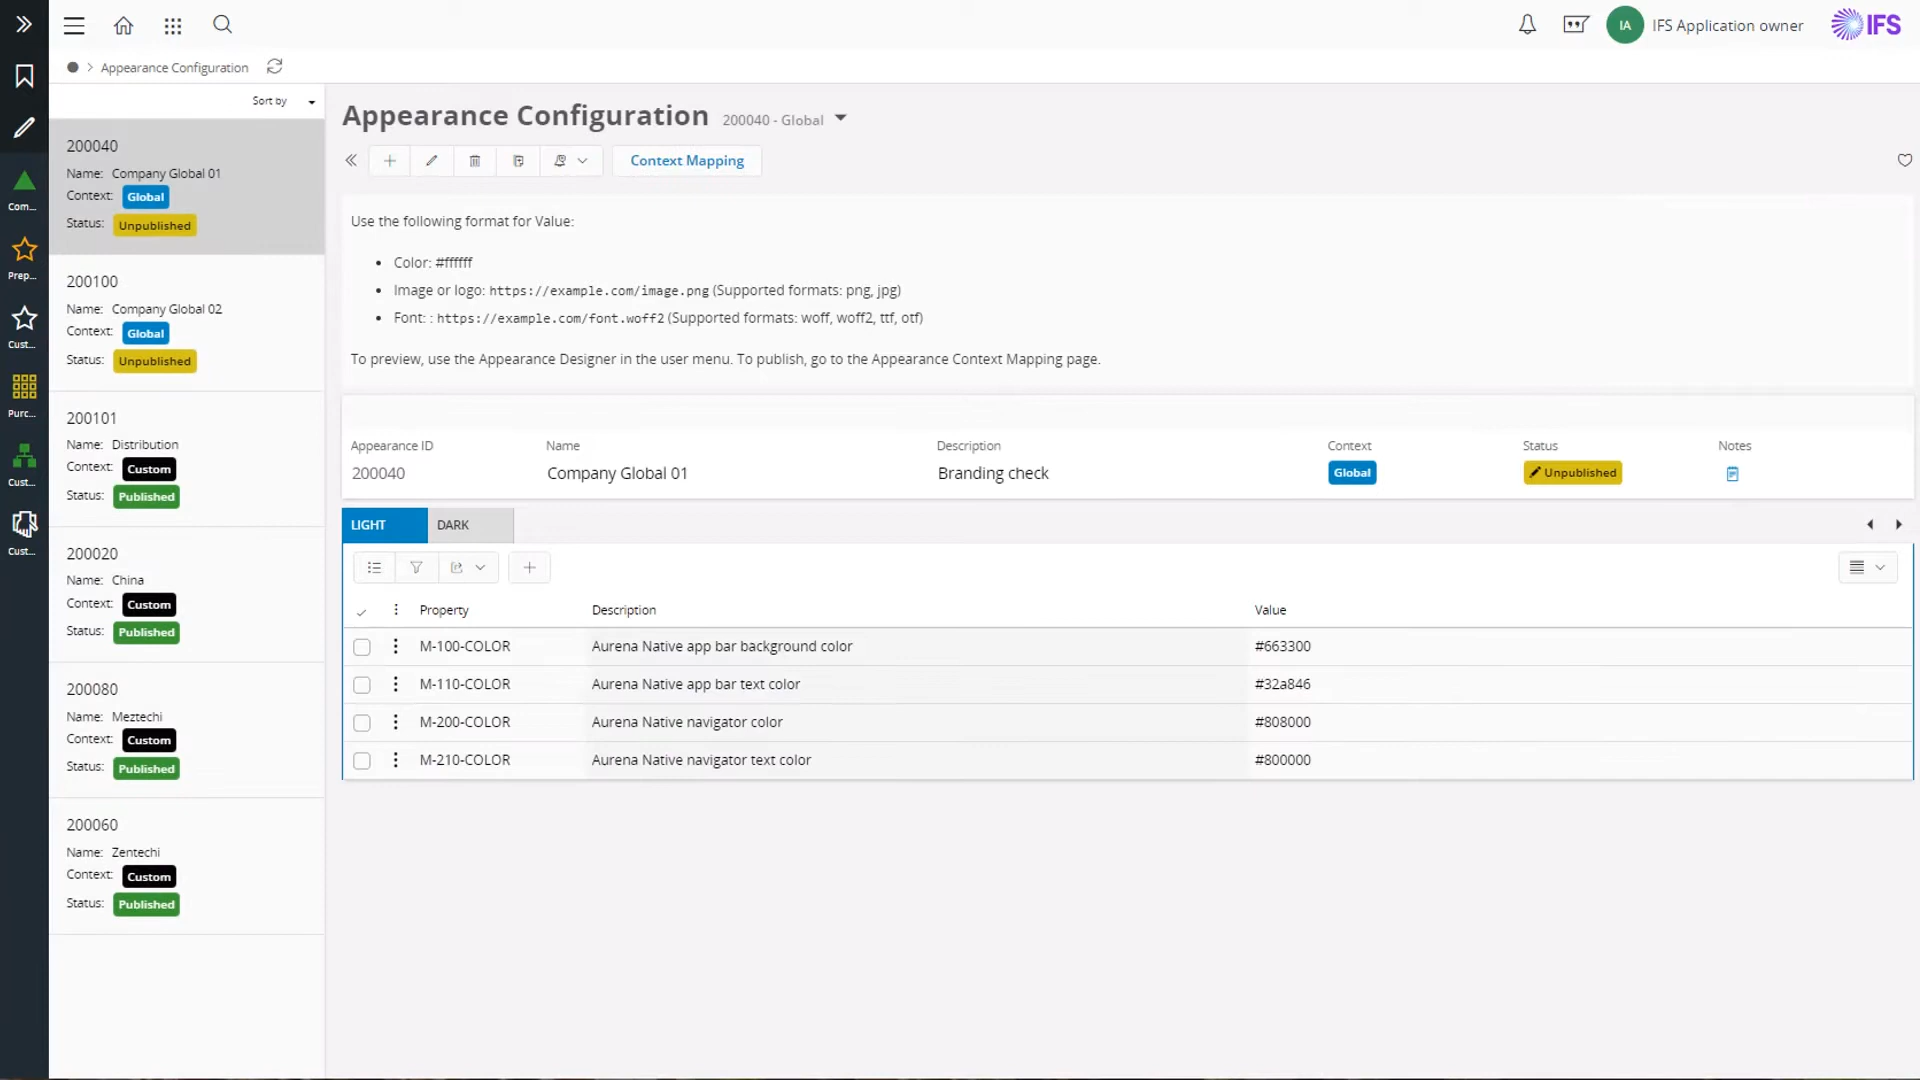 IA IFS Application owner IFS
> Appearance Configuration
Sort by
Com...
Prep...
Cust...
Purc...
Cust...
Cust...
200040
Name: Company Global 01
Context: Global
Status: Unpublished
200100
Name: Company Global 02
Context: Global
Status: Unpublished
200101
Name: Distribution
Context: Custom
Status: Published
200020
Name: China
Context: Custom
Status: Published
200080
Name: Meztechi
Context: Custom
Status: Published
200060
Name: Zentechi
Context: Custom
Status: Published
Appearance Configuration 200040 - Global
Context Mapping
Use the following format for Value:
• Color: #ffffff
• Image or logo: https://example.com/image.png (Supported formats: png, jpg)
• Font: : https://example.com/font.woff2 (Supported formats: woff, woff2, ttf, otf)
To preview, use the Appearance Designer in the user menu. To publish, go to the Appearance Context Mapping page.
Appearance ID Name Description Context Status Notes
200040 Company Global 01 Branding check Global Unpublished
LIGHT DARK
Property Description Value
M-100-COLOR Aurena Native app bar background color #663300
M-110-COLOR Aurena Native app bar text color #32a846
M-200-COLOR Aurena Native navigator color #808000
M-210-COLOR Aurena Native navigator text color #800000